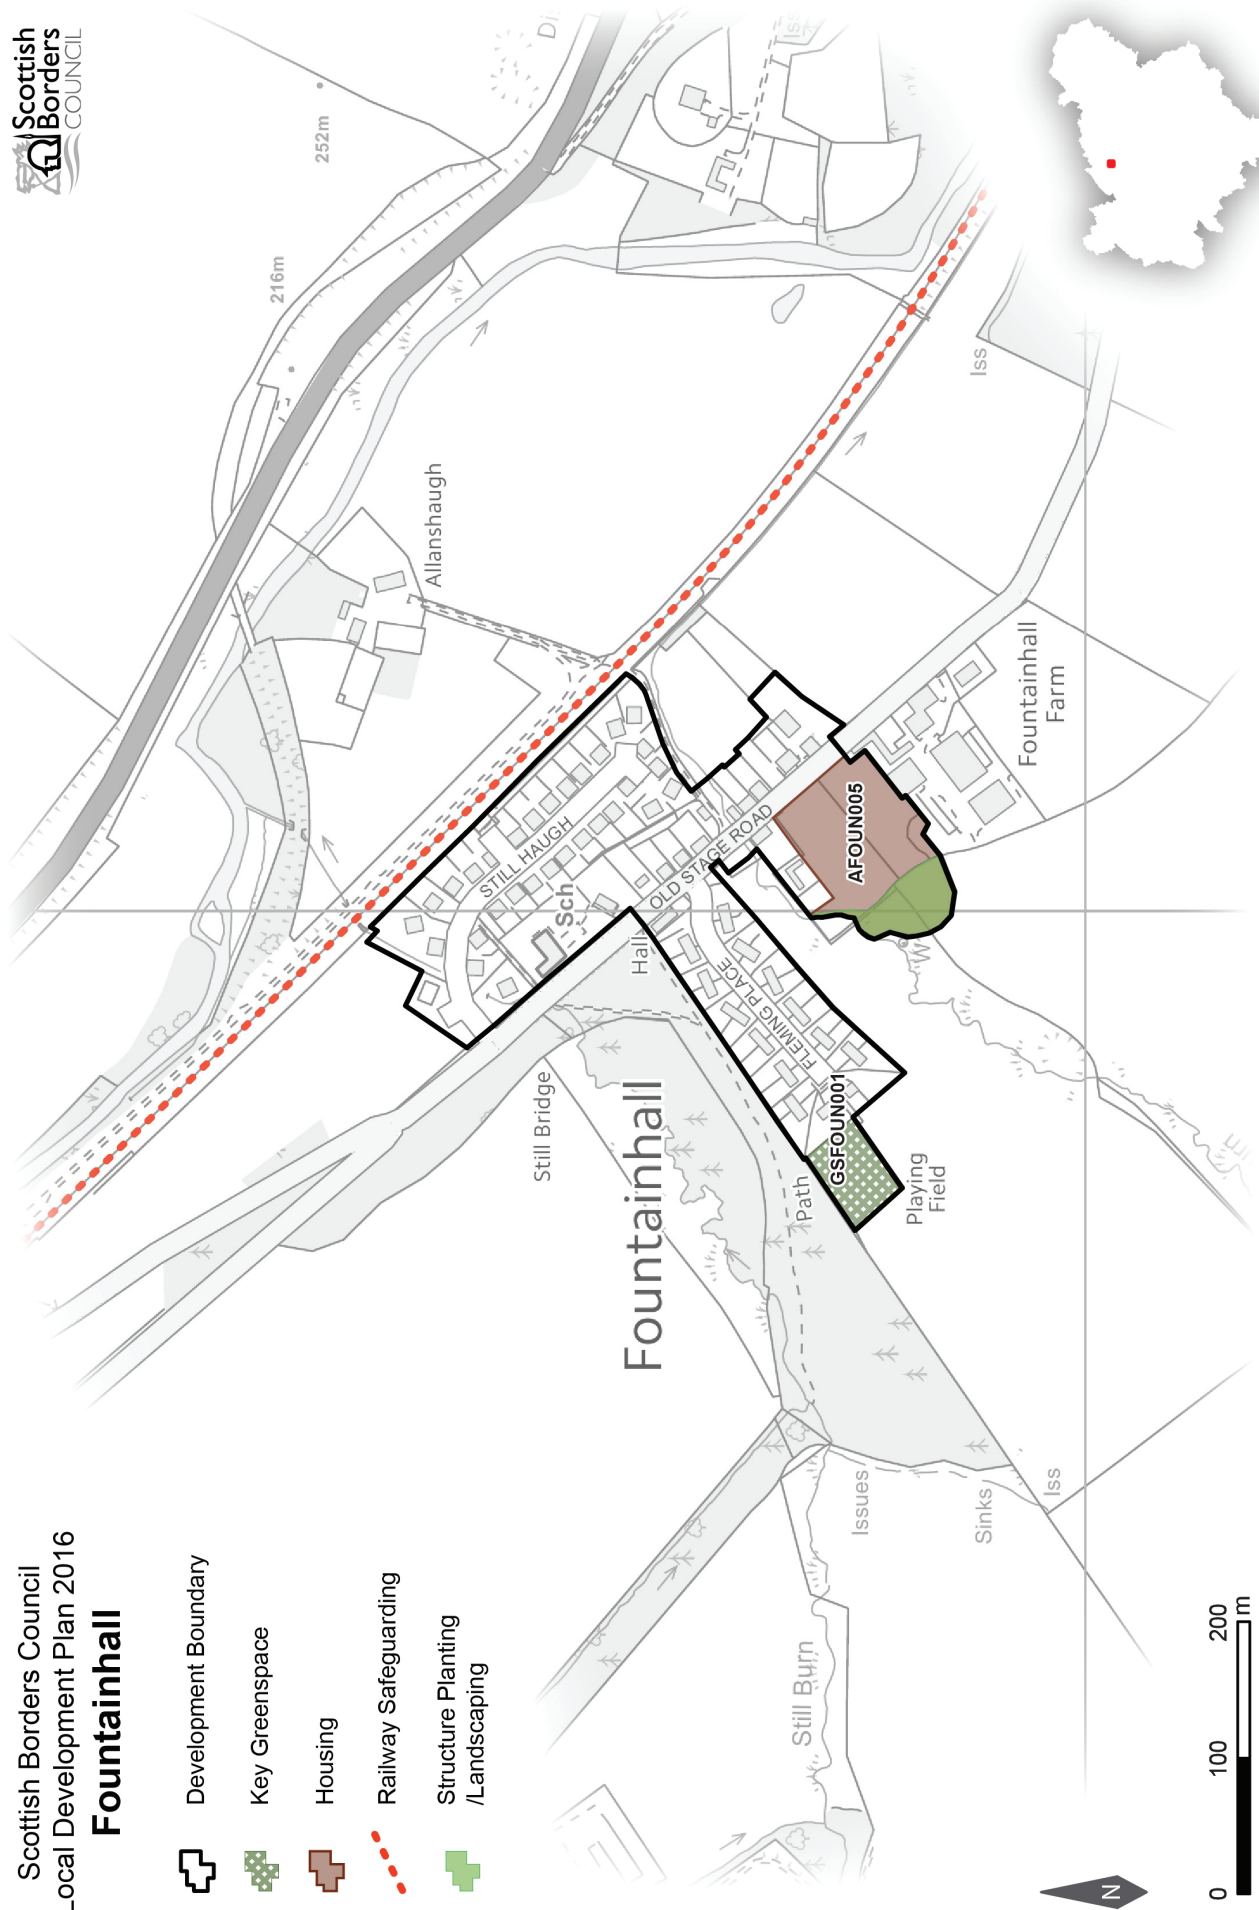 Scottish Borders Council
Local Development Plan 2016
Fountainhall
Development Boundary
Key Greenspace
Housing
Railway Safeguarding
Structure Planting
/Landscaping
Scottish
Borders
COUNCIL
252m
216m
Iss
Allanshaugh
Iss
STILL HAUGH
Sch
OLD STAGE ROAD
Hall
AFOUN005
Fountainhall
Farm
FLEMING PLACE
GSFOUN001
Still Bridge
Fountainhall
Path
Playing
Field
Issues
Sinks
Iss
Still Burn
W
N
0 100 200
m